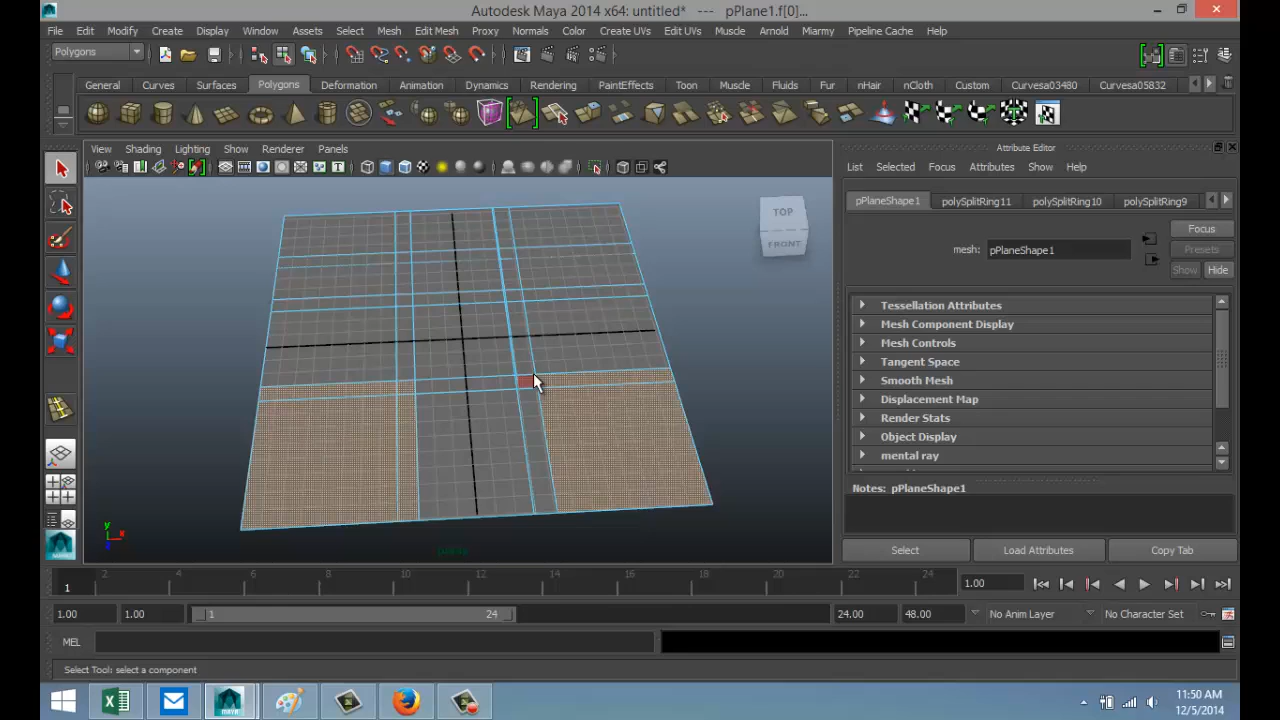 Autodesk Maya 2014 x64: untitled* --- pPlane1.f[0]...
File Edit Modify Create Display Window Assets Select Mesh Edit Mesh Proxy Normals Color Create UVs Edit UVs Muscle Arnold Marmy Pipeline Cache Help
Polygons
General Curves Surfaces Polygons Deformation Animation Dynamics Rendering PaintEffects Toon Muscle Fluids Fur nHair nCloth Custom Curvesa03480 Curvesa05832
View Shading Lighting Show Renderer Panels
Attribute Editor
List Selected Focus Attributes Show Help
pPlaneShape1 polySplitRing11 polySplitRing10 polySplitRing9
TOP
FRONT
Focus
mesh: pPlaneShape1
Presets
Show Hide
Tessellation Attributes
Mesh Component Display
Mesh Controls
Tangent Space
Smooth Mesh
Displacement Map
Render Stats
Object Display
mental ray
Notes: pPlaneShape1
y x
Select Load Attributes Copy Tab
1 2 4 6 8 10 12 14 16 18 20 22 24 1.00
1.00 1.00 1 24 24.00 48.00 No Anim Layer No Character Set
MEL
Select Tool: select a component
11:50 AM
12/5/2014